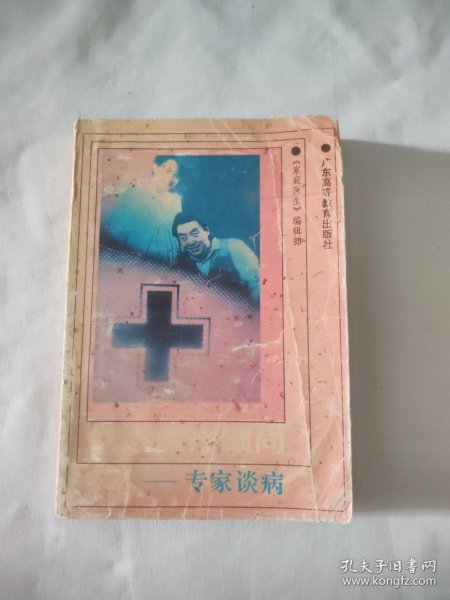 广东高等教育出版社
《家庭医生》编辑部
顾问
——专家谈病
孔夫子旧书网
www.kongfz.com